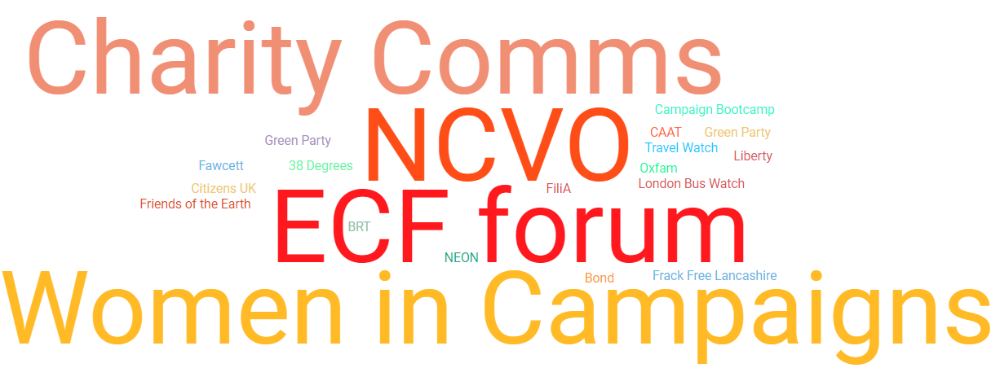 Charity Comms
NCVO
Campaign Bootcamp
CAAT
Green Party
Green Party
Travel Watch
Liberty
Fawcett
38 Degrees
Oxfam
London Bus Watch
Citizens UK
FiliA
Friends of the Earth
ECF forum
BRT
NEON
Bond
Frack Free Lancashire
Women in Campaigns